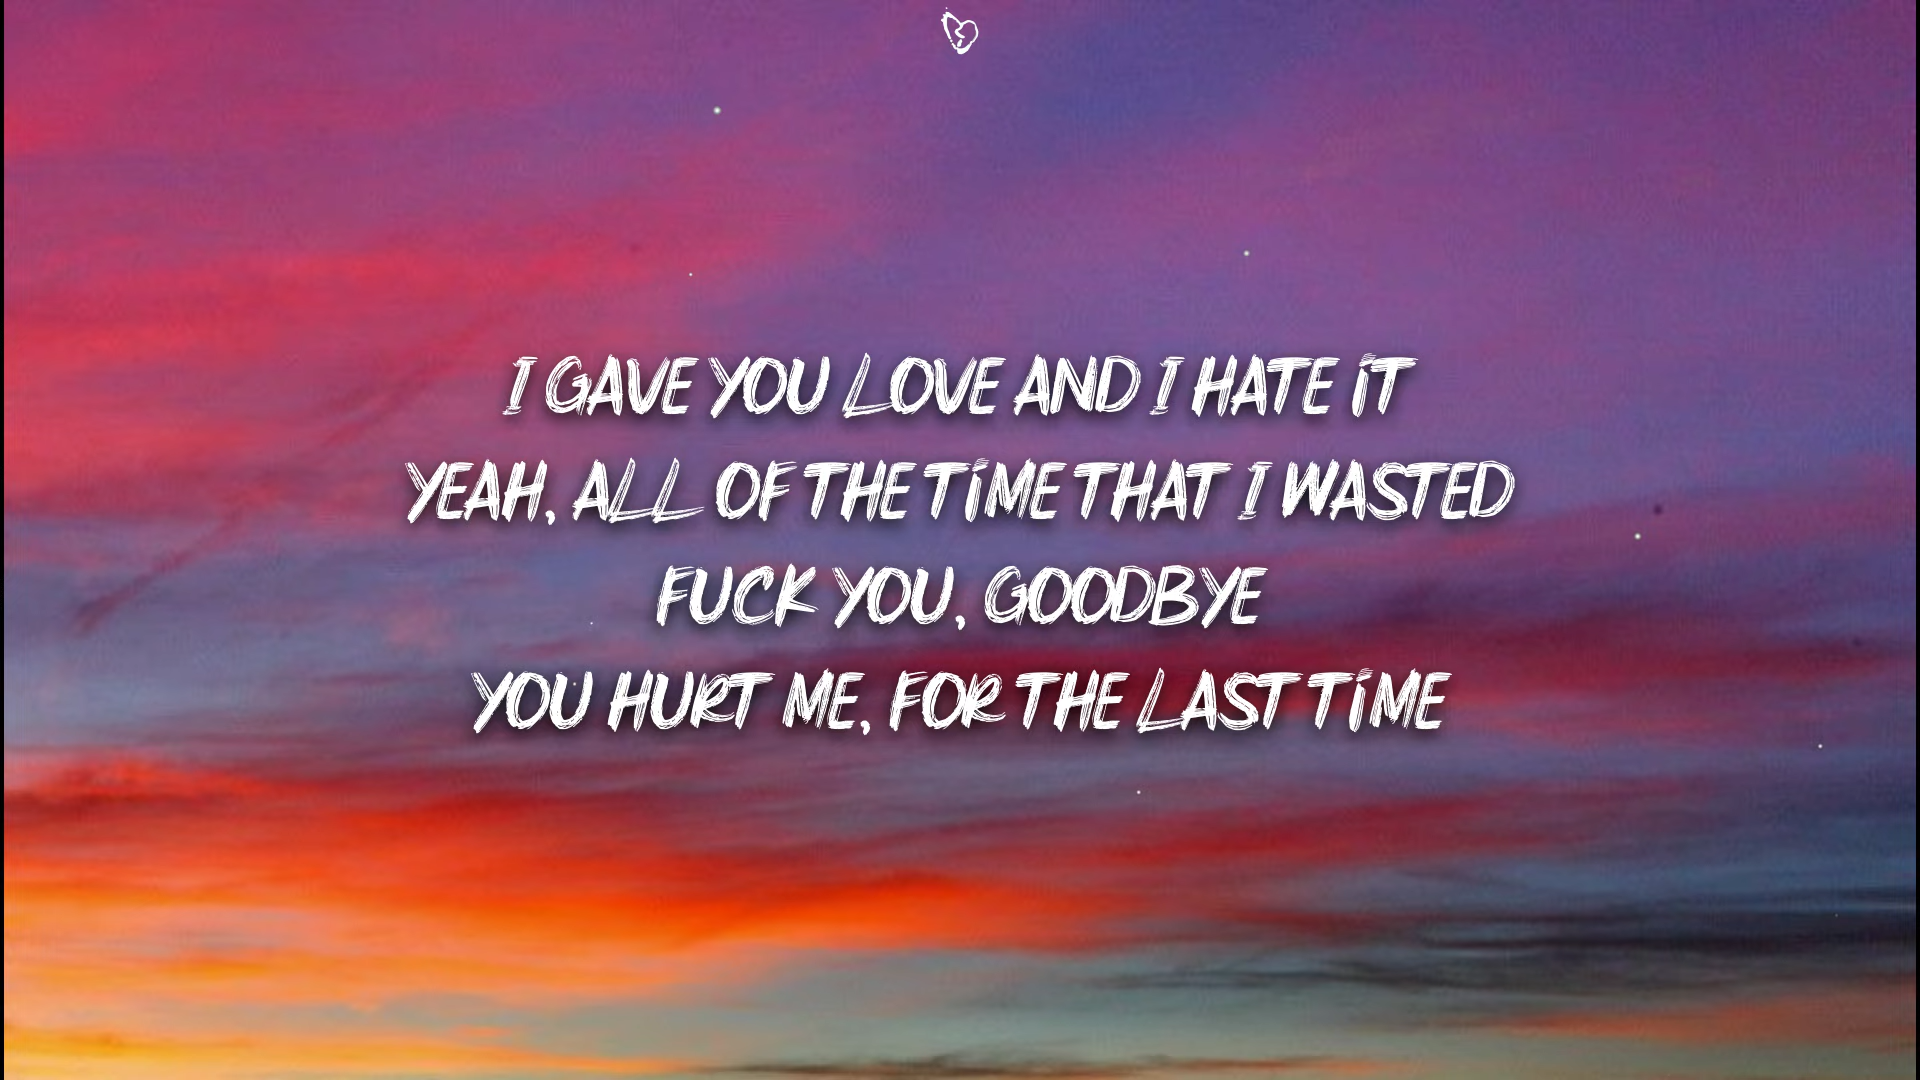 I GAVE YOU LOVE AND I HATE IT
YEAH, ALL OF THE TIME THAT I WASTED
FUCK YOU, GOODBYE
YOU HURT ME, FOR THE LAST TIME